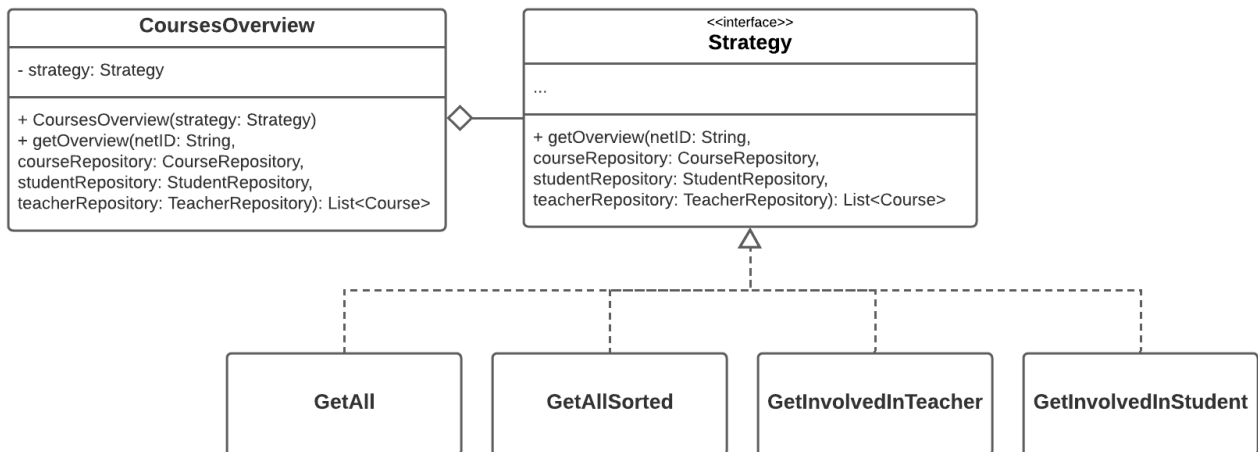 CoursesOverview
- strategy: Strategy
+ CoursesOverview(strategy: Strategy)
+ getOverview(netID: String,
courseRepository: CourseRepository,
studentRepository: StudentRepository,
teacherRepository: TeacherRepository): List<Course>
<<interface>>
Strategy
...
+ getOverview(netID: String,
courseRepository: CourseRepository,
studentRepository: StudentRepository,
teacherRepository: TeacherRepository): List<Course>
GetAll
GetAllSorted
GetInvolvedInTeacher
GetInvolvedInStudent